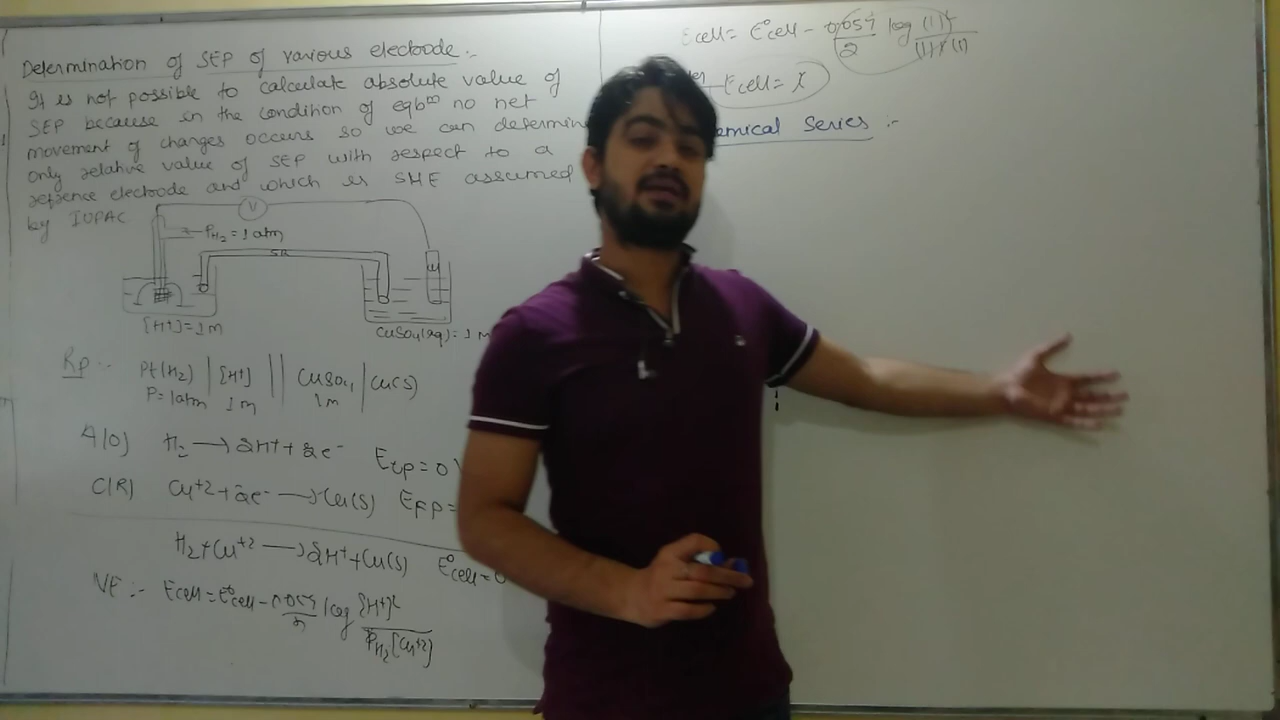 Determination of SEP of various electrode :-
It is not possible to calculate absolute value of
SEP because in the condition of eqbm no net
movement of changes occurs so we can determin
only relative value of SEP with respect to a
refrence electrode and which is SHE assumed
by IUPAC
V
PH2 = 1 atm
SB
[H+] = 1 M
CuSO4(aq) = 1 M
Rp :-
Pt(H2) | [H+] || CuSO4 | Cu(s)
P = 1atm 1 M 1 M
A(O) H2 → 2H+ + 2e- = 0
C(R) Cu+2 + 2e- → Cu(s) ERP =
H2 + Cu+2 → 2H+ + Cu(s) E°cell = 0
NE :- Ecell = E°cell - 0.059/n log [H+]2/PH2[Cu+2]
Ecell = E°cell - 0.059/2 log (1)2/(1) x (1)
Ecell = x
emical Series :-